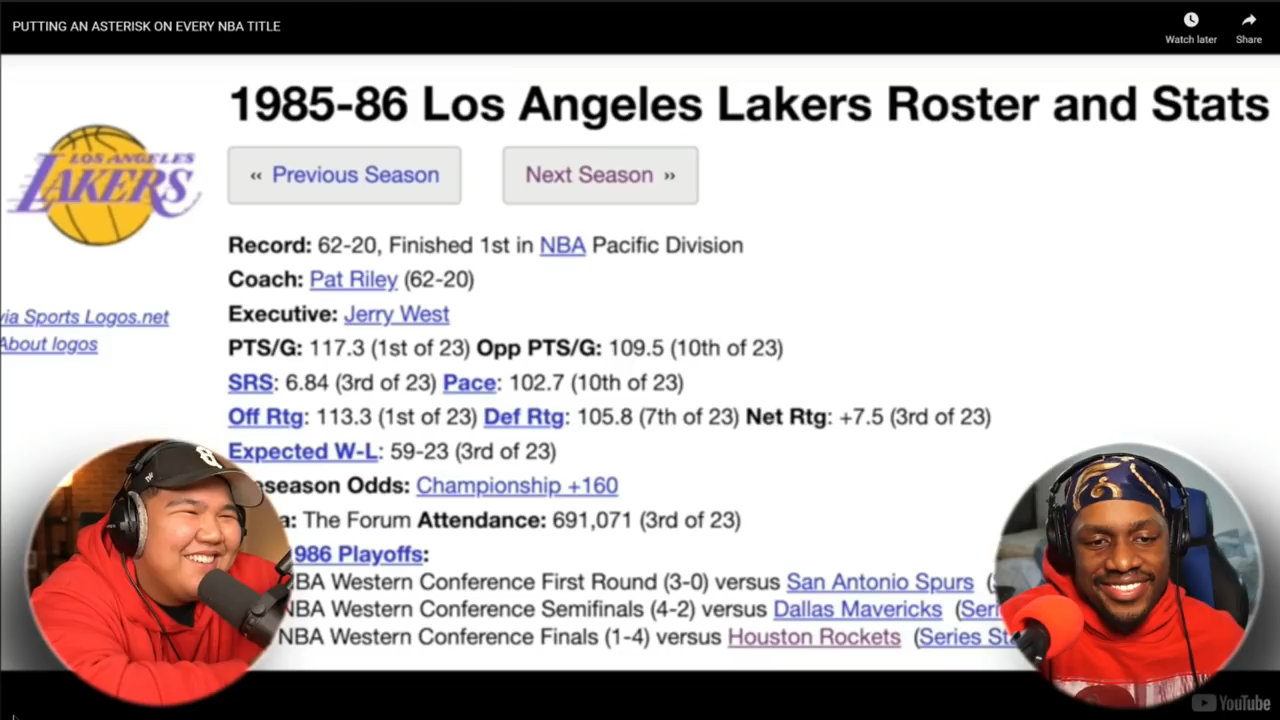 PUTTING AN ASTERISK ON EVERY NBA TITLE
Watch later
Share
1985-86 Los Angeles Lakers Roster and Stats
LOS ANGELES
LAKERS
« Previous Season
Next Season »
Record: 62-20, Finished 1st in NBA Pacific Division
Coach: Pat Riley (62-20)
via Sports Logos.net
About logos
Executive: Jerry West
PTS/G: 117.3 (1st of 23) Opp PTS/G: 109.5 (10th of 23)
SRS: 6.84 (3rd of 23) Pace: 102.7 (10th of 23)
Off Rtg: 113.3 (1st of 23) Def Rtg: 105.8 (7th of 23) Net Rtg: +7.5 (3rd of 23)
Expected W-L: 59-23 (3rd of 23)
eseason Odds: Championship +160
a: The Forum Attendance: 691,071 (3rd of 23)
986 Playoffs:
NBA Western Conference First Round (3-0) versus San Antonio Spurs (
NBA Western Conference Semifinals (4-2) versus Dallas Mavericks (Seri
NBA Western Conference Finals (1-4) versus Houston Rockets (Series Sta
YouTube